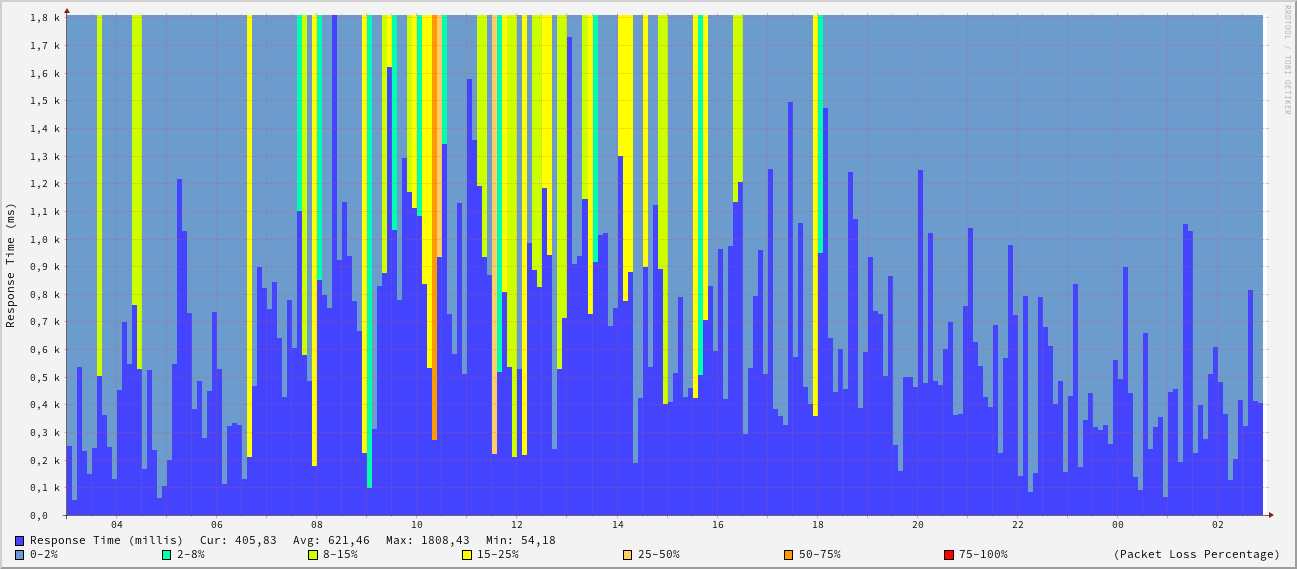 RRDTOOL / TOBI OETIKER
Response Time (ms)
1,8 k
1,7 k
1,6 k
1,5 k
1,4 k
1,3 k
1,2 k
1,1 k
1,0 k
0,9 k
0,8 k
0,7 k
0,6 k
0,5 k
0,4 k
0,3 k
0,2 k
0,1 k
0,0
04 06 08 10 12 14 16 18 20 22 00 02
Response Time (millis) Cur: 405,83 Avg: 621,46 Max: 1808,43 Min: 54,18
0-2% 2-8% 8-15% 15-25% 25-50% 50-75% 75-100% (Packet Loss Percentage)